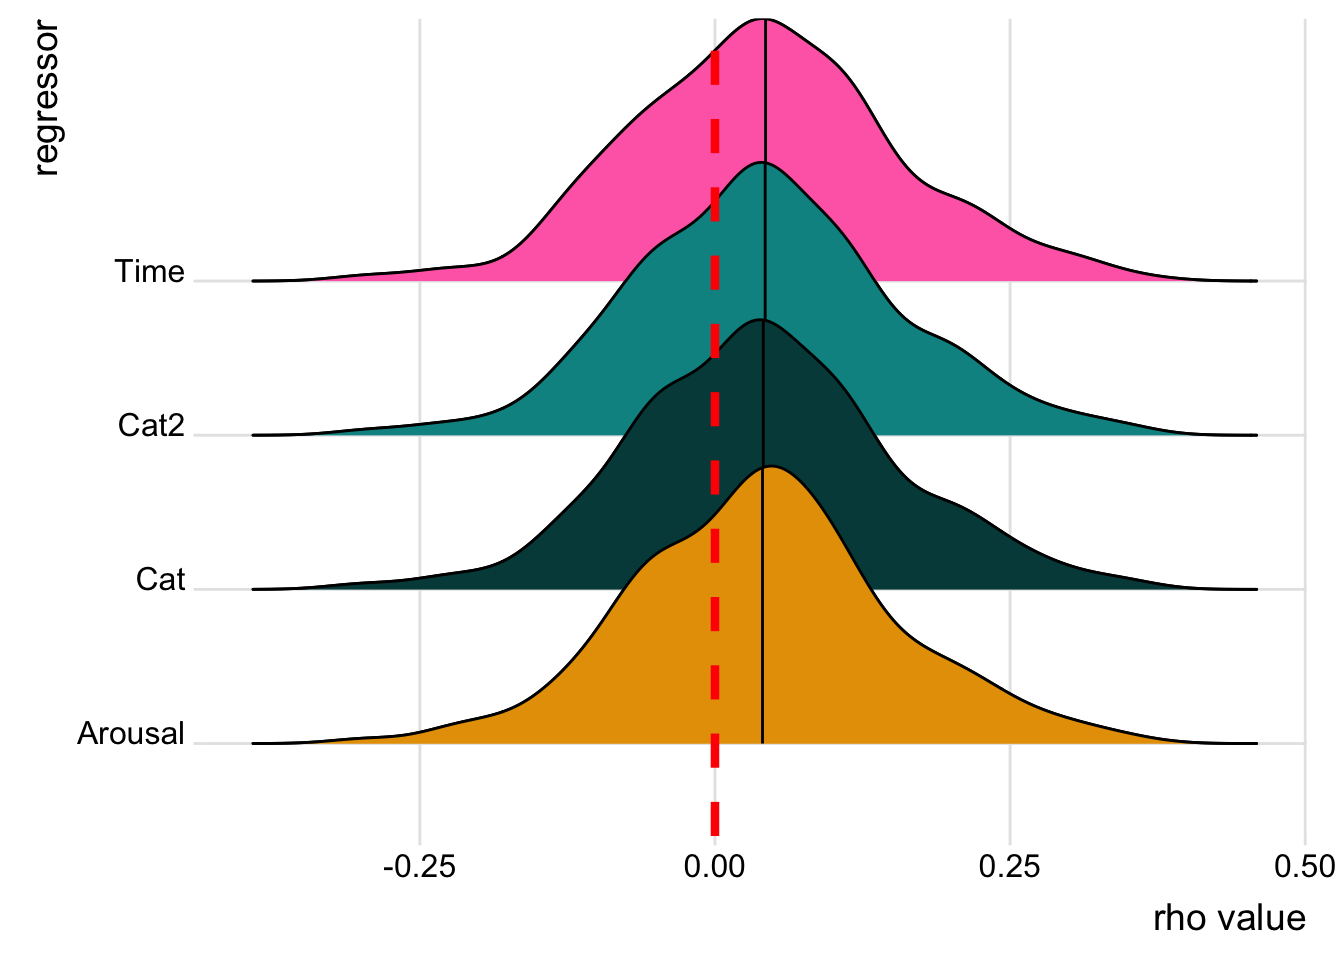 regressor
Time
Cat2
Cat
Arousal
-0.25
0.00
0.25
0.50
rho value